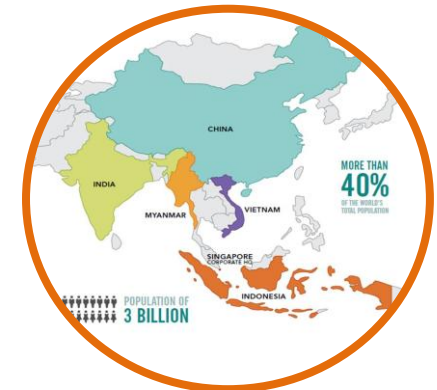 CHINA
INDIA
MYANMAR
VIETNAM
MORE THAN
40%
OF THE WORLD'S
TOTAL POPULATION
SINGAPORE
CORPORATE HQ
INDONESIA
POPULATION OF
3 BILLION